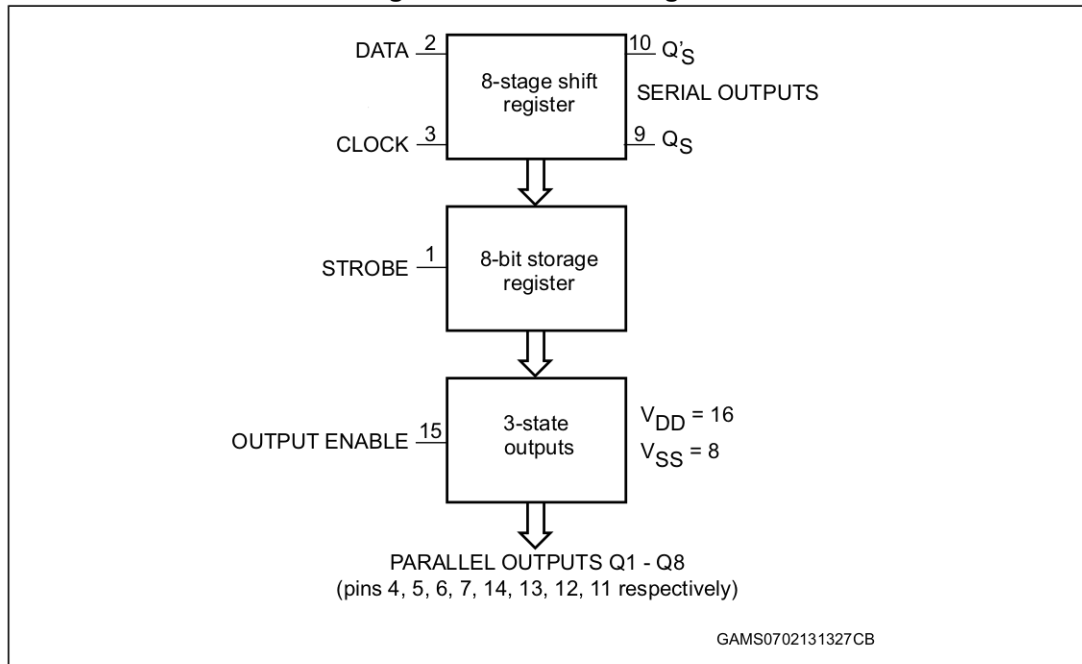 DATA 2
8-stage shift
register
10 Q'S
SERIAL OUTPUTS
CLOCK 3
9 QS
STROBE 1
8-bit storage
register
OUTPUT ENABLE 15
3-state
outputs
VDD = 16
VSS = 8
PARALLEL OUTPUTS Q1 - Q8
(pins 4, 5, 6, 7, 14, 13, 12, 11 respectively)
GAMS0702131327CB